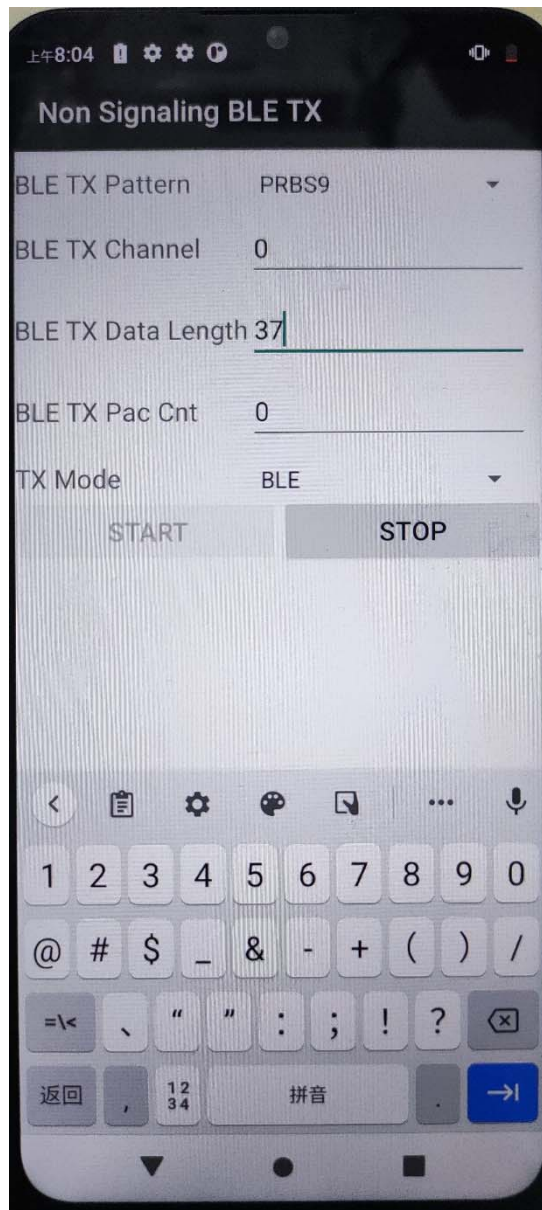 上午8:04
Non Signaling BLE TX
BLE TX Pattern PRBS9
BLE TX Channel 0
BLE TX Data Length 37
BLE TX Pac Cnt 0
TX Mode BLE
START STOP
1 2 3 4 5 6 7 8 9 0
@ # $ _ & - + ( ) /
=\< 、 “ ” : ; ! ?
返回 , 12 34 拼音 .